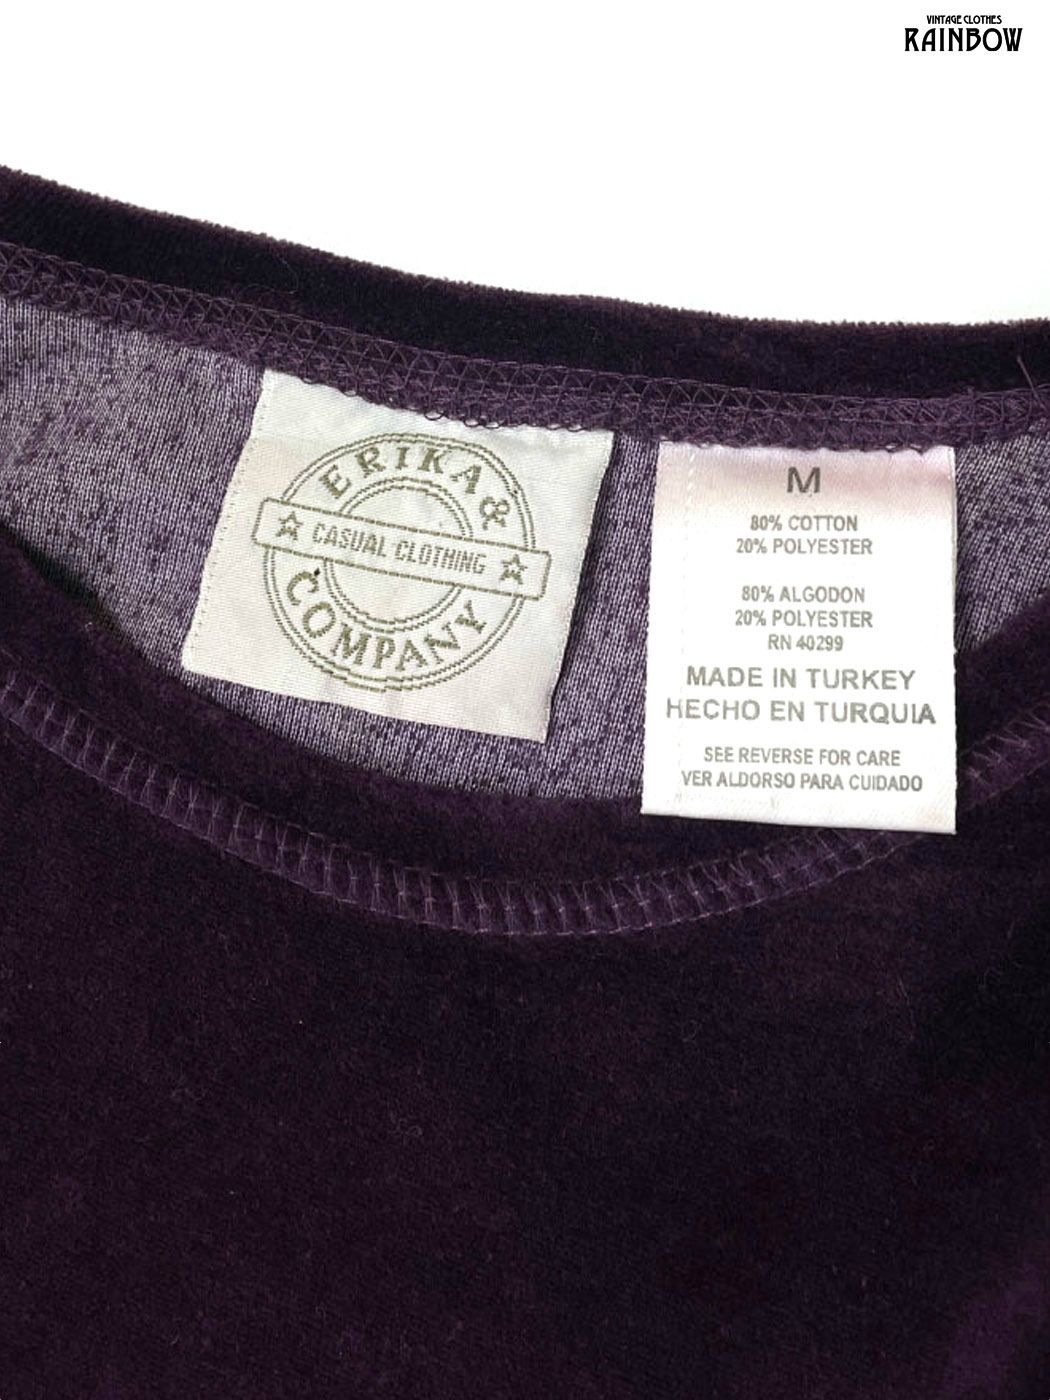 VINTAGE CLOTHES
RAINBOW
ERIKA &
CASUAL CLOTHING
COMPANY
M
80% COTTON
20% POLYESTER
80% ALGODON
20% POLYESTER
RN 40299
MADE IN TURKEY
HECHO EN TURQUIA
SEE REVERSE FOR CARE
VER ALDORSO PARA CUIDADO